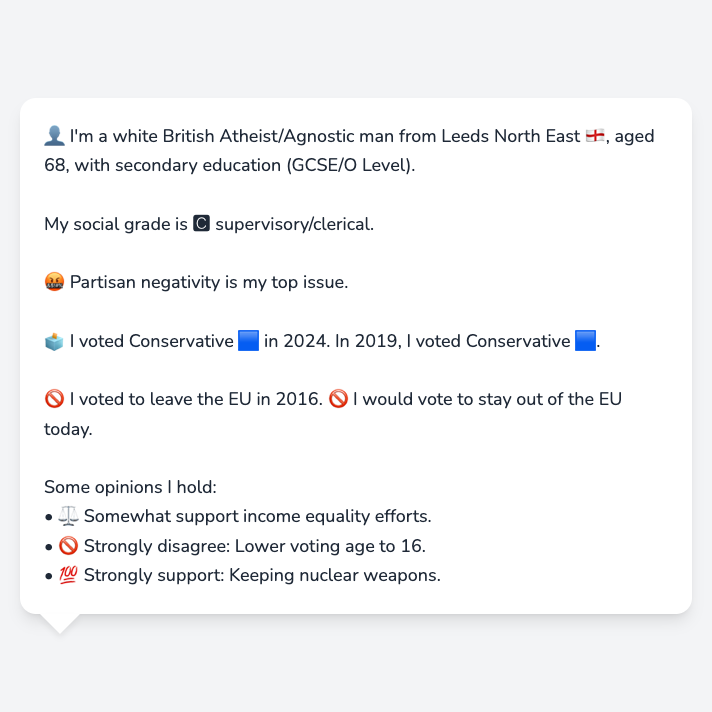 👤 I'm a white British Atheist/Agnostic man from Leeds North East 🏴󠁧󠁢󠁥󠁮󠁧󠁿, aged
68, with secondary education (GCSE/O Level).
My social grade is 🅲 supervisory/clerical.
🤬 Partisan negativity is my top issue.
🗳️ I voted Conservative 🟦 in 2024. In 2019, I voted Conservative 🟦.
🚫 I voted to leave the EU in 2016. 🚫 I would vote to stay out of the EU
today.
Some opinions I hold:
• ⚖️ Somewhat support income equality efforts.
• 🚫 Strongly disagree: Lower voting age to 16.
• 💯 Strongly support: Keeping nuclear weapons.